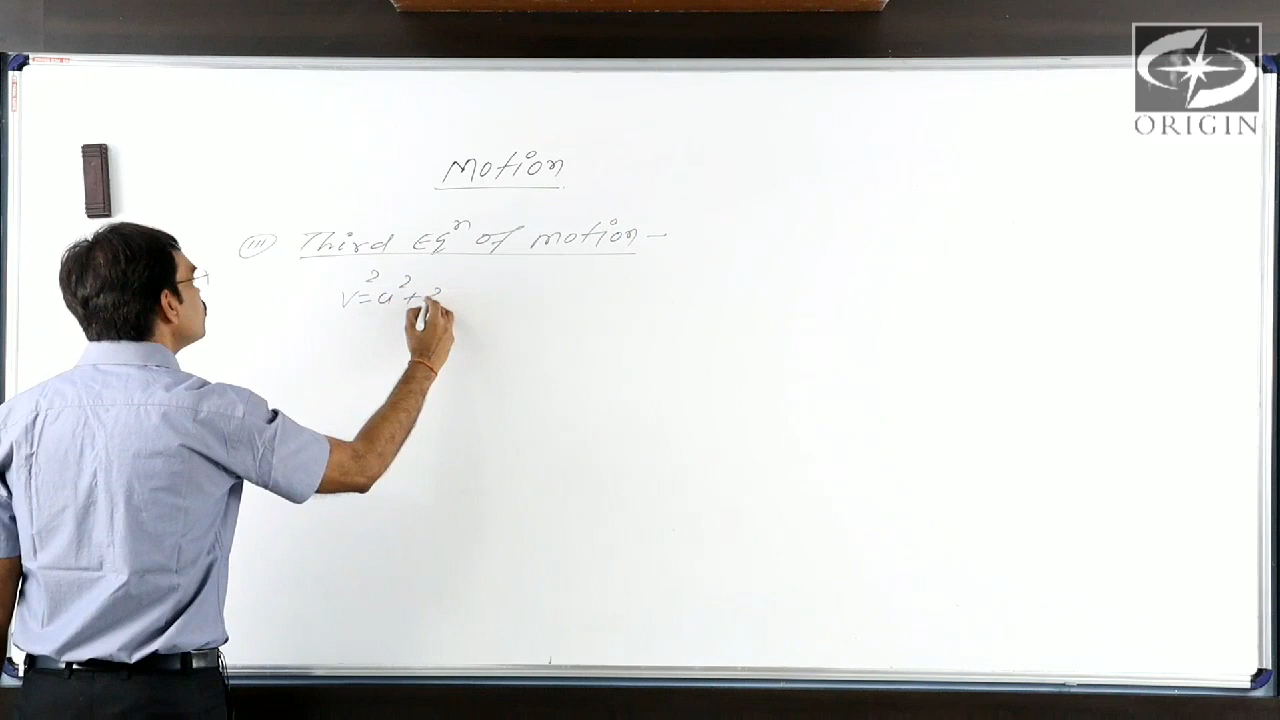 ORIGIN
Motion
(III) Third Eqⁿ of motion -
v²=u²+2